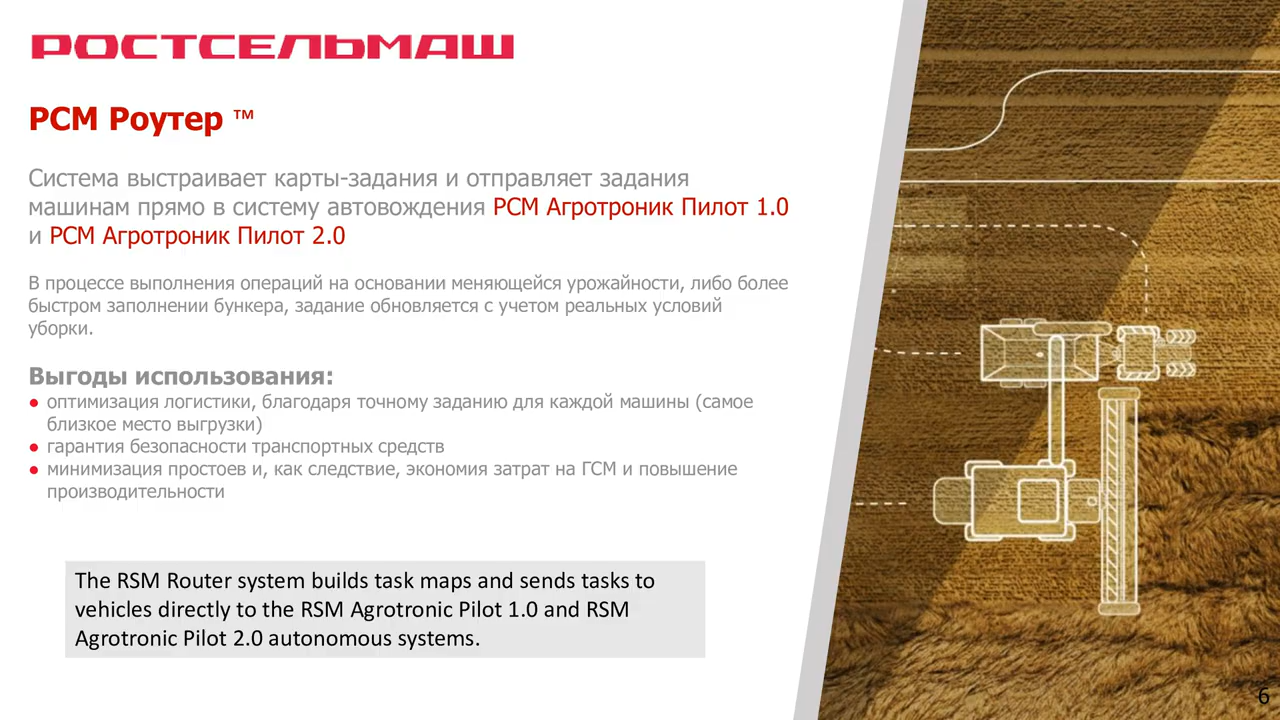 РОСТСЕЛЬМАШ
РСМ Роутер ™
Система выстраивает карты-задания и отправляет задания
машинам прямо в систему автовождения РСМ Агротроник Пилот 1.0
и РСМ Агротроник Пилот 2.0
В процессе выполнения операций на основании меняющейся урожайности, либо более
быстром заполнении бункера, задание обновляется с учетом реальных условий
уборки.
Выгоды использования:
● оптимизация логистики, благодаря точному заданию для каждой машины (самое
близкое место выгрузки)
● гарантия безопасности транспортных средств
● минимизация простоев и, как следствие, экономия затрат на ГСМ и повышение
производительности
The RSM Router system builds task maps and sends tasks to
vehicles directly to the RSM Agrotronic Pilot 1.0 and RSM
Agrotronic Pilot 2.0 autonomous systems.
6